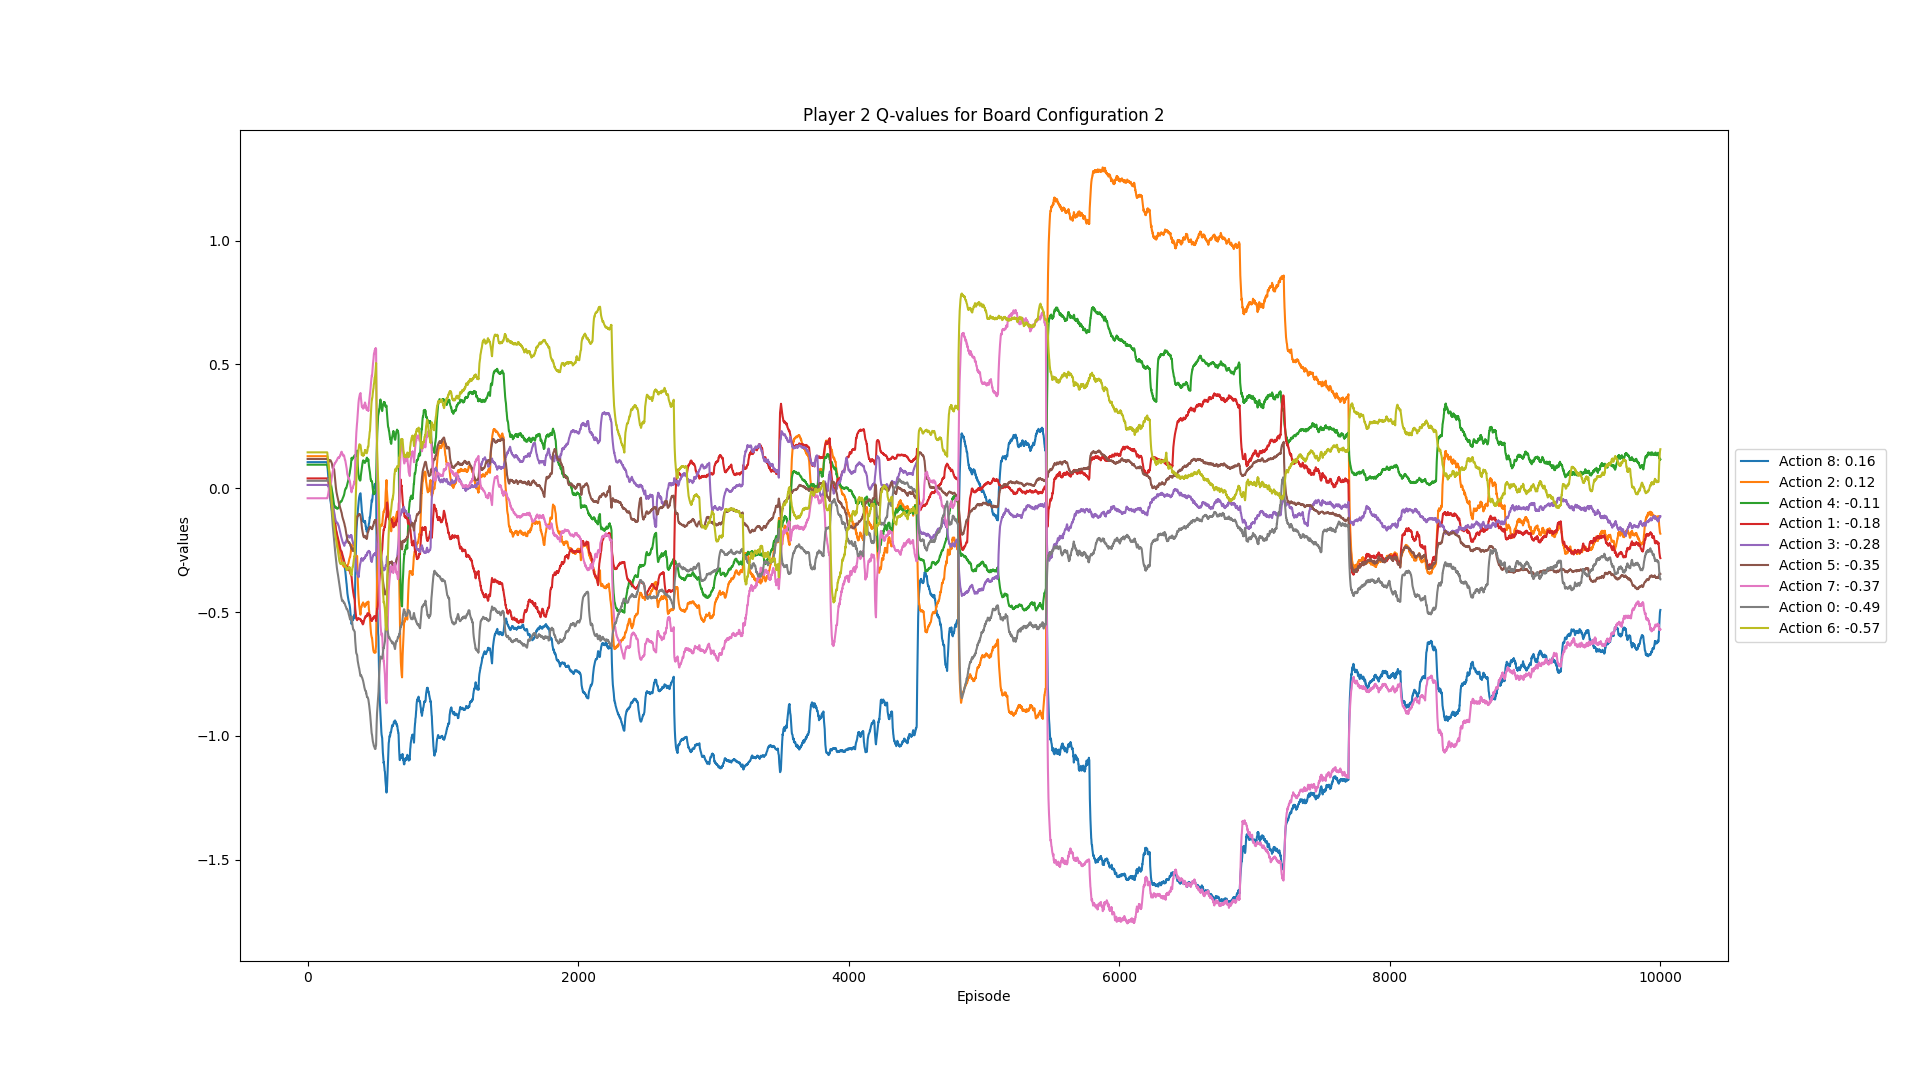 Player 2 Q-values for Board Configuration 2
Q-values
1.0
0.5
0.0
−0.5
−1.0
−1.5
0
2000
4000
6000
8000
10000
Episode
Action 8: 0.16
Action 2: 0.12
Action 4: -0.11
Action 1: -0.18
Action 3: -0.28
Action 5: -0.35
Action 7: -0.37
Action 0: -0.49
Action 6: -0.57